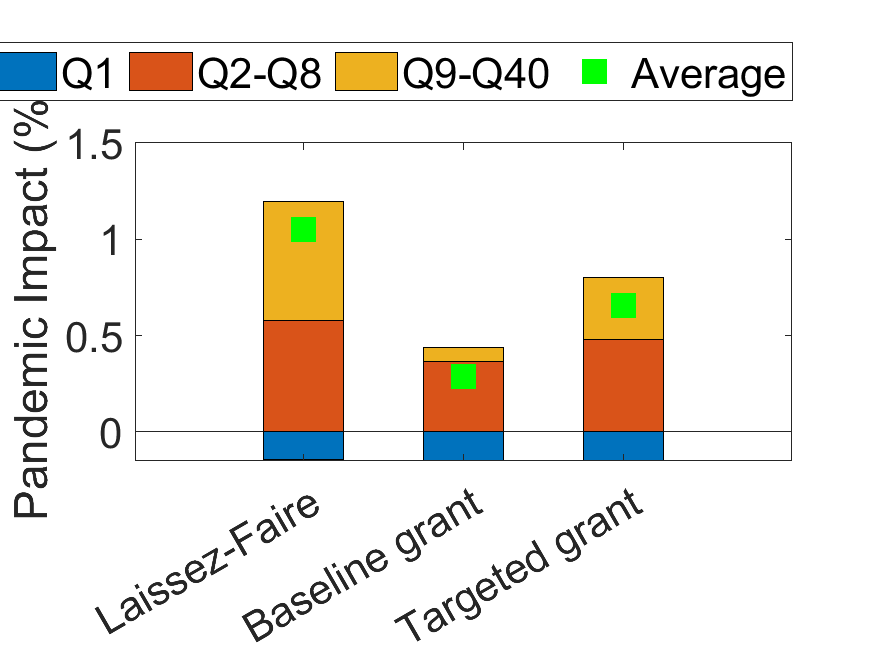 Q1 Q2-Q8 Q9-Q40 Average
Pandemic Impact (%
1.5
1
0.5
0
Laissez-Faire
Baseline grant
Targeted grant